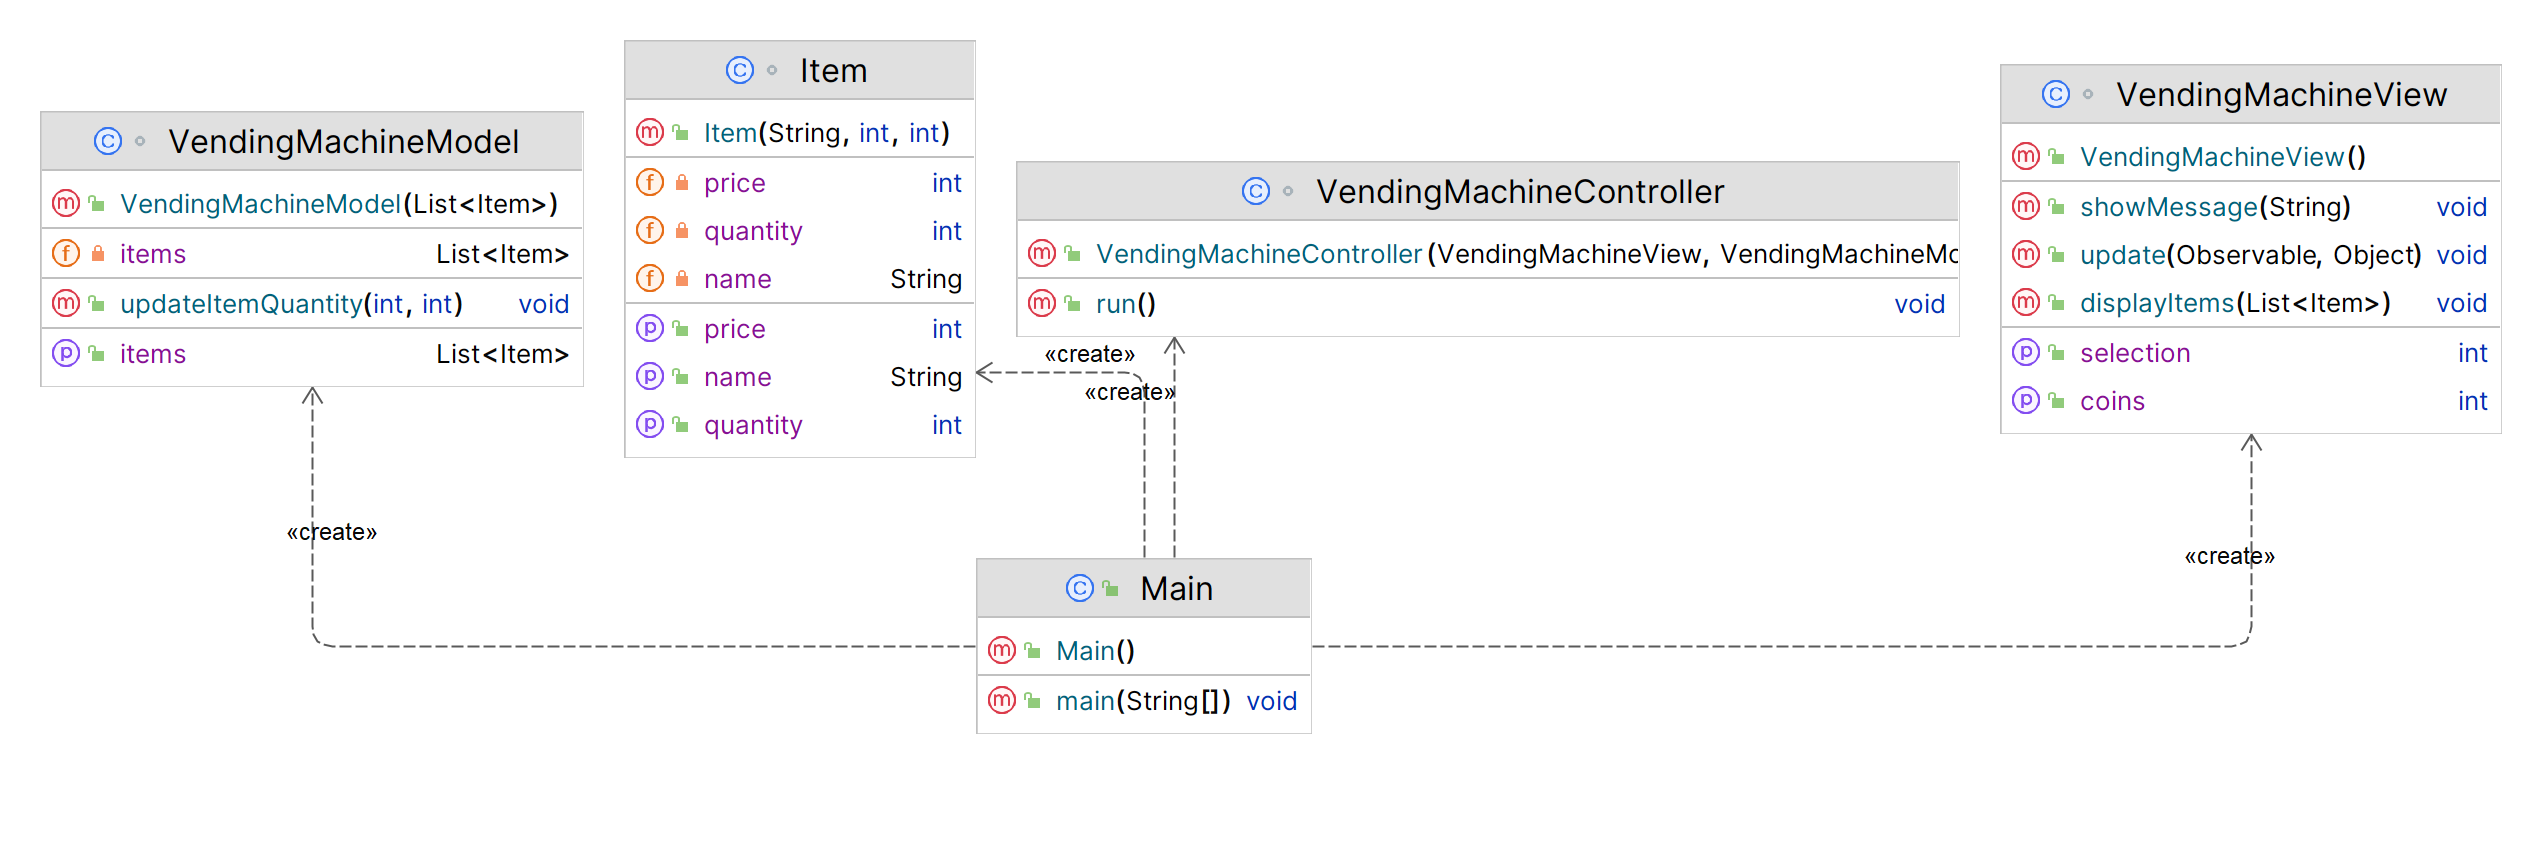 VendingMachineModel
VendingMachineModel(List<Item>)
items List<Item>
updateItemQuantity(int, int) void
items List<Item>
Item
Item(String, int, int)
price int
quantity int
name String
price int
name String
quantity int
VendingMachineController
VendingMachineController(VendingMachineView, VendingMachineMo
run() void
VendingMachineView
VendingMachineView()
showMessage(String) void
update(Observable, Object) void
displayItems(List<Item>) void
selection int
coins int
«create»
«create»
«create»
«create»
Main
Main()
main(String[]) void